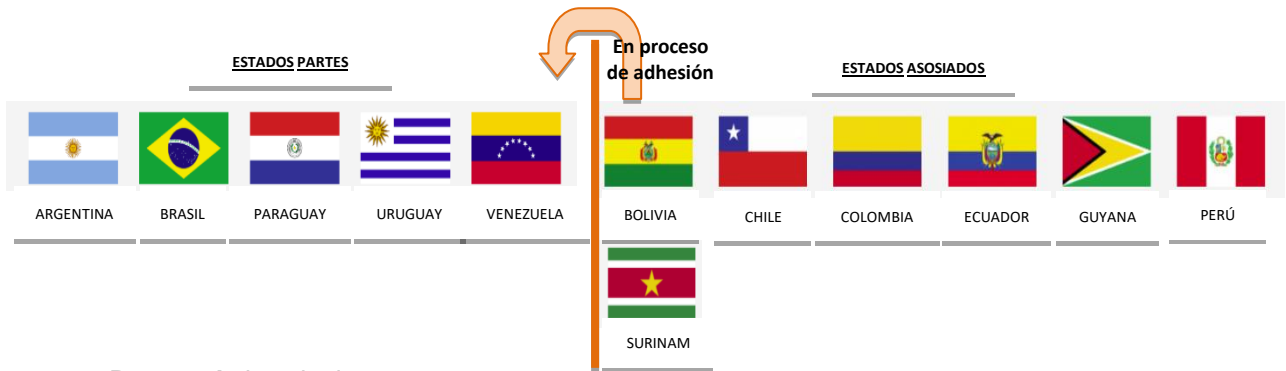 En proceso
de adhesión
ESTADOS PARTES
ESTADOS ASOSIADOS
ARGENTINA
BRASIL
PARAGUAY
URUGUAY
VENEZUELA
BOLIVIA
CHILE
COLOMBIA
ECUADOR
GUYANA
PERÚ
SURINAM